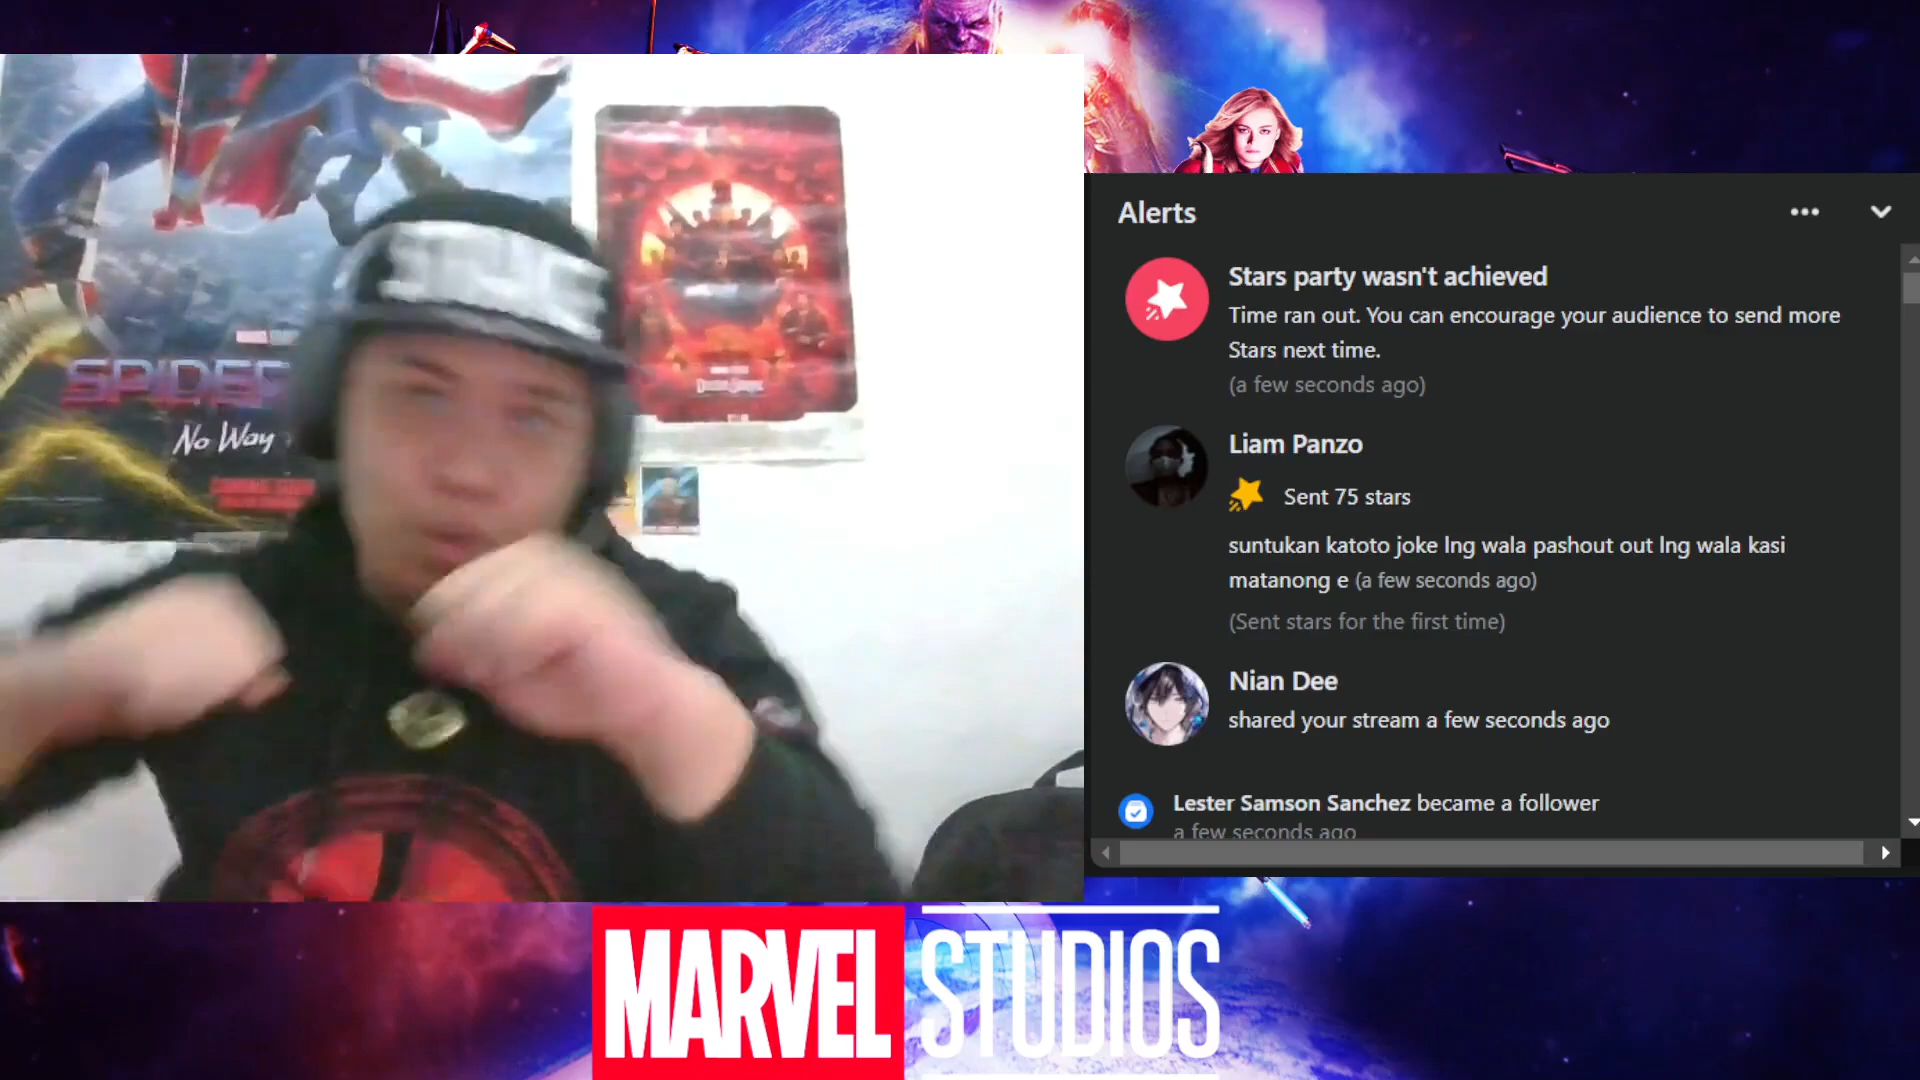 SPIDER
No Way
Alerts
Stars party wasn't achieved
Time ran out. You can encourage your audience to send more
Stars next time.
(a few seconds ago)
Liam Panzo
Sent 75 stars
suntukan katoto joke lng wala pashout out lng wala kasi
matanong e (a few seconds ago)
(Sent stars for the first time)
Nian Dee
shared your stream a few seconds ago
Lester Samson Sanchez became a follower
a few seconds ago
MARVEL STUDIOS